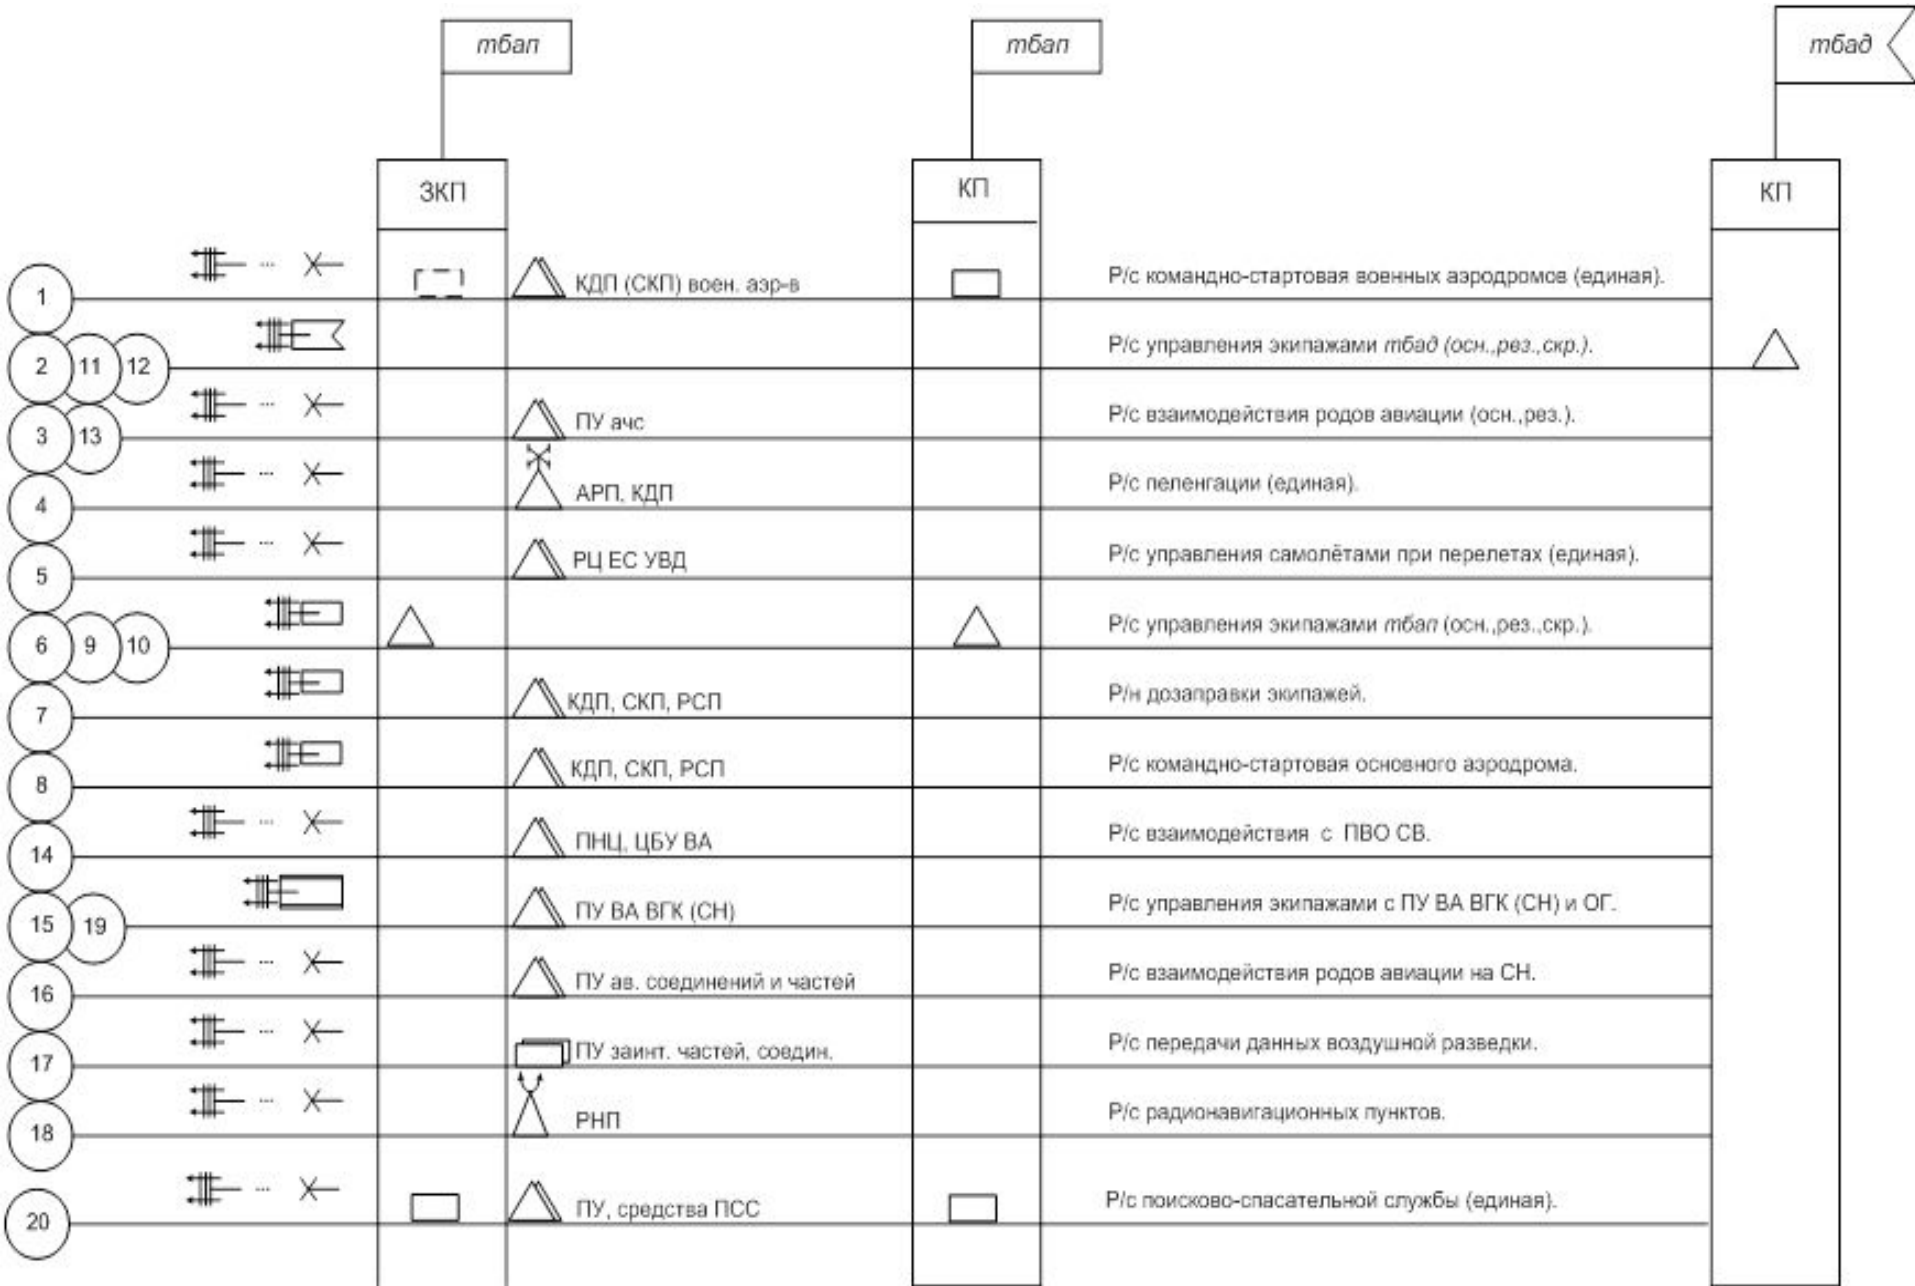 тбап
тбап
тбад
ЗКП
КП
КП
1 ... КДП (СКП) воен. аэр-в Р/с командно-стартовая военных аэродромов (единая).
2 11 12 Р/с управления экипажами тбад (осн.,рез.,скр.).
3 13 ... ПУ ачс Р/с взаимодействия родов авиации (осн.,рез.).
4 ... АРП, КДП Р/с пеленгации (единая).
5 ... РЦ ЕС УВД Р/с управления самолётами при перелетах (единая).
6 9 10 Р/с управления экипажами тбап (осн.,рез.,скр.).
7 КДП, СКП, РСП Р/н дозаправки экипажей.
8 КДП, СКП, РСП Р/с командно-стартовая основного аэродрома.
14 ... ПНЦ, ЦБУ ВА Р/с взаимодействия с ПВО СВ.
15 19 ПУ ВА ВГК (СН) Р/с управления экипажами с ПУ ВА ВГК (СН) и ОГ.
16 ... ПУ ав. соединений и частей Р/с взаимодействия родов авиации на СН.
17 ... ПУ заинт. частей, соедин. Р/с передачи данных воздушной разведки.
18 ... РНП Р/с радионавигационных пунктов.
20 ... ПУ, средства ПСС Р/с поисково-спасательной службы (единая).